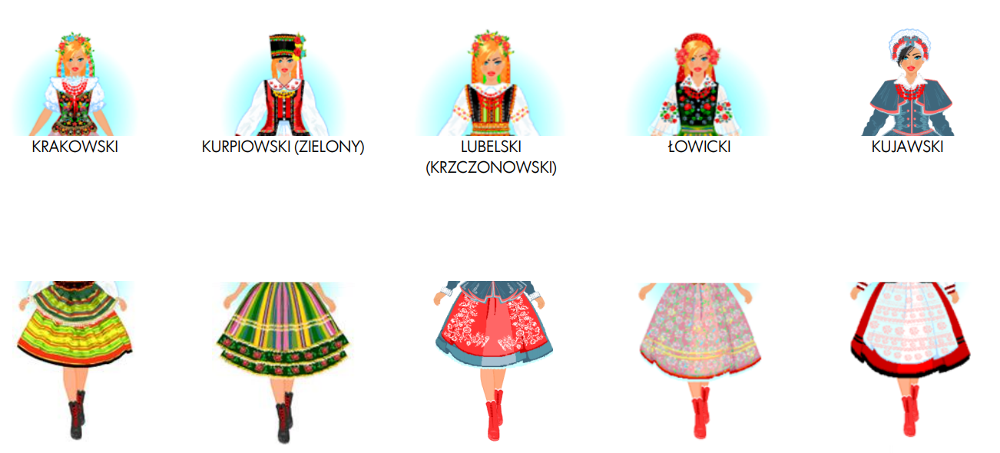 KRAKOWSKI
KURPIOWSKI (ZIELONY)
LUBELSKI
(KRZCZONOWSKI)
ŁOWICKI
KUJAWSKI